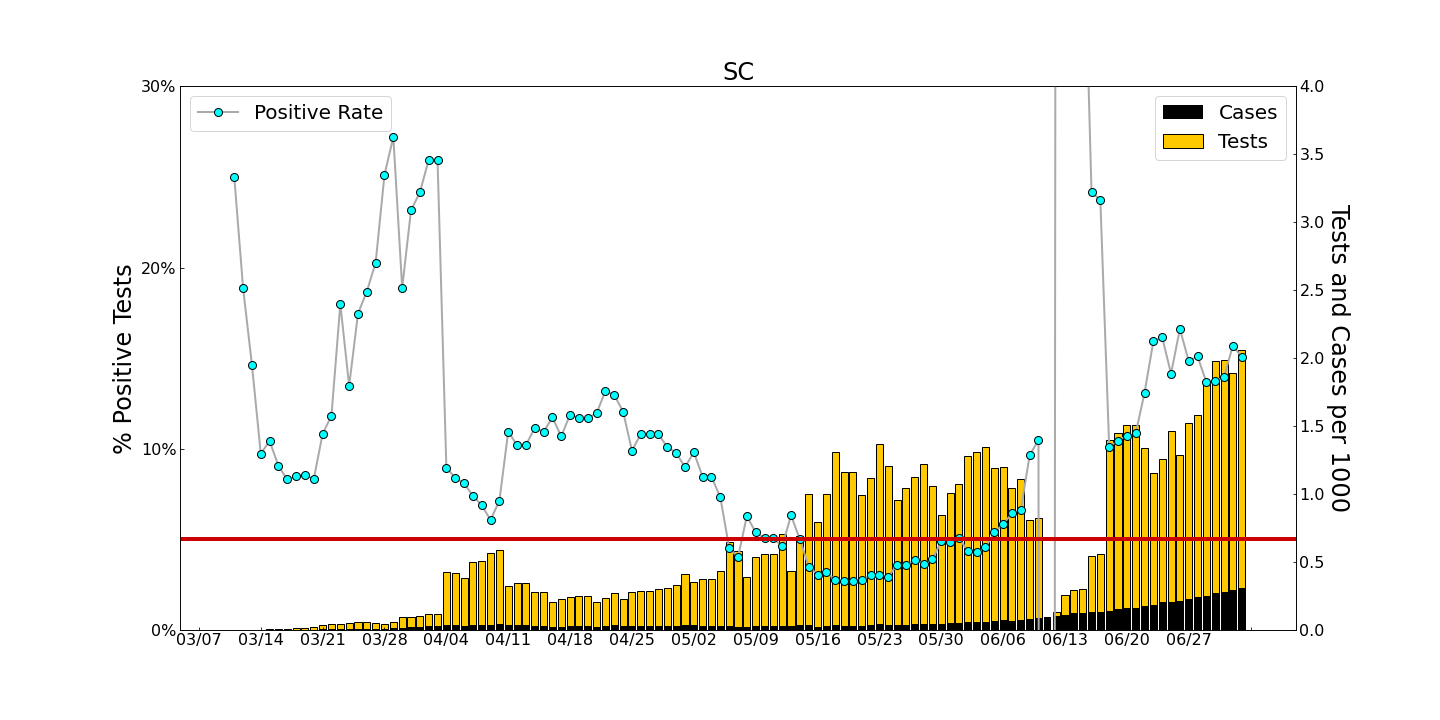 SC
Positive Rate
Cases
Tests
% Positive Tests
30%
20%
10%
0%
4.0
3.5
3.0
2.5
2.0
1.5
1.0
0.5
0.0
Tests and Cases per 1000
03/07 03/14 03/21 03/28 04/04 04/11 04/18 04/25 05/02 05/09 05/16 05/23 05/30 06/06 06/13 06/20 06/27